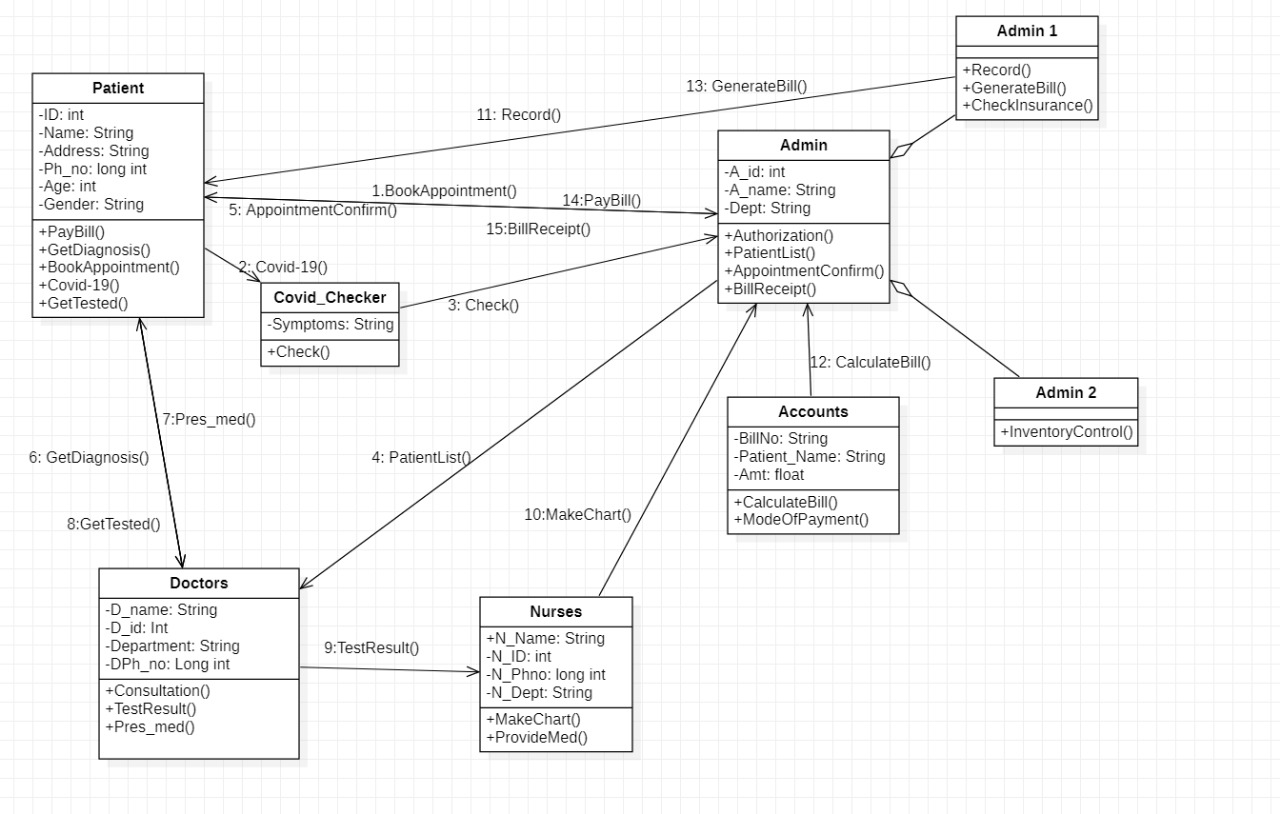 Admin 1
+Record()
+GenerateBill()
+CheckInsurance()
13: GenerateBill()
11: Record()
Patient
-ID: int
-Name: String
-Address: String
-Ph_no: long int
-Age: int
-Gender: String
+PayBill()
+GetDiagnosis()
+BookAppointment()
+Covid-19()
+GetTested()
Admin
-A_id: int
-A_name: String
-Dept: String
+Authorization()
+PatientList()
+AppointmentConfirm()
+BillReceipt()
1.BookAppointment()
14:PayBill()
5: AppointmentConfirm()
15:BillReceipt()
2: Covid-19()
Covid_Checker
-Symptoms: String
+Check()
3: Check()
12: CalculateBill()
Admin 2
+InventoryControl()
Accounts
-BillNo: String
-Patient_Name: String
-Amt: float
+CalculateBill()
+ModeOfPayment()
7:Pres_med()
6: GetDiagnosis()
4: PatientList()
8:GetTested()
10:MakeChart()
Doctors
-D_name: String
-D_id: Int
-Department: String
-DPh_no: Long int
+Consultation()
+TestResult()
+Pres_med()
9:TestResult()
Nurses
+N_Name: String
-N_ID: int
-N_Phno: long int
-N_Dept: String
+MakeChart()
+ProvideMed()